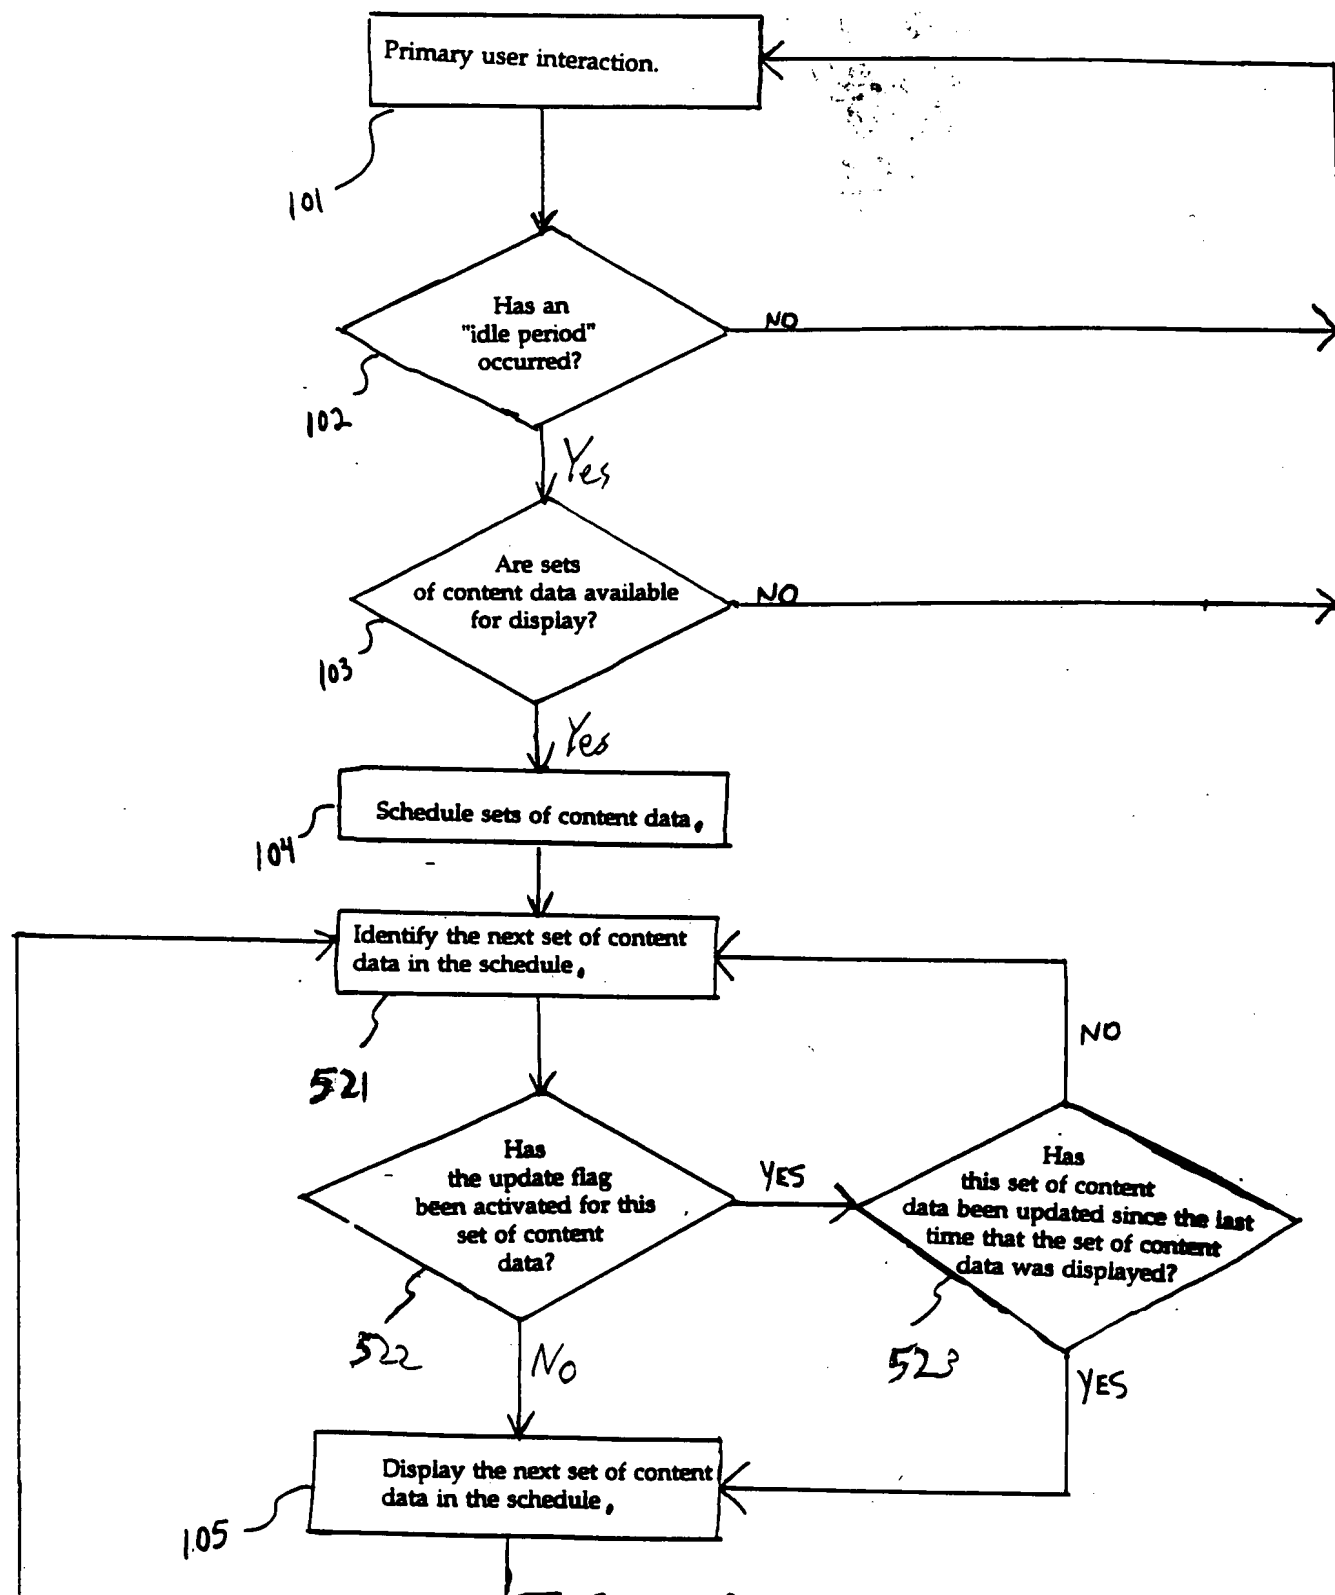 Primary user interaction.
101
Has an
"idle period"
occurred?
NO
102
Yes
Are sets
of content data available
for display?
NO
103
Yes
Schedule sets of content data.
104
Identify the next set of content
data in the schedule.
521
NO
Has
the update flag
been activated for this
set of content
data?
YES
Has
this set of content
data been updated since the last
time that the set of content
data was displayed?
522
NO
523
YES
Display the next set of content
data in the schedule.
105